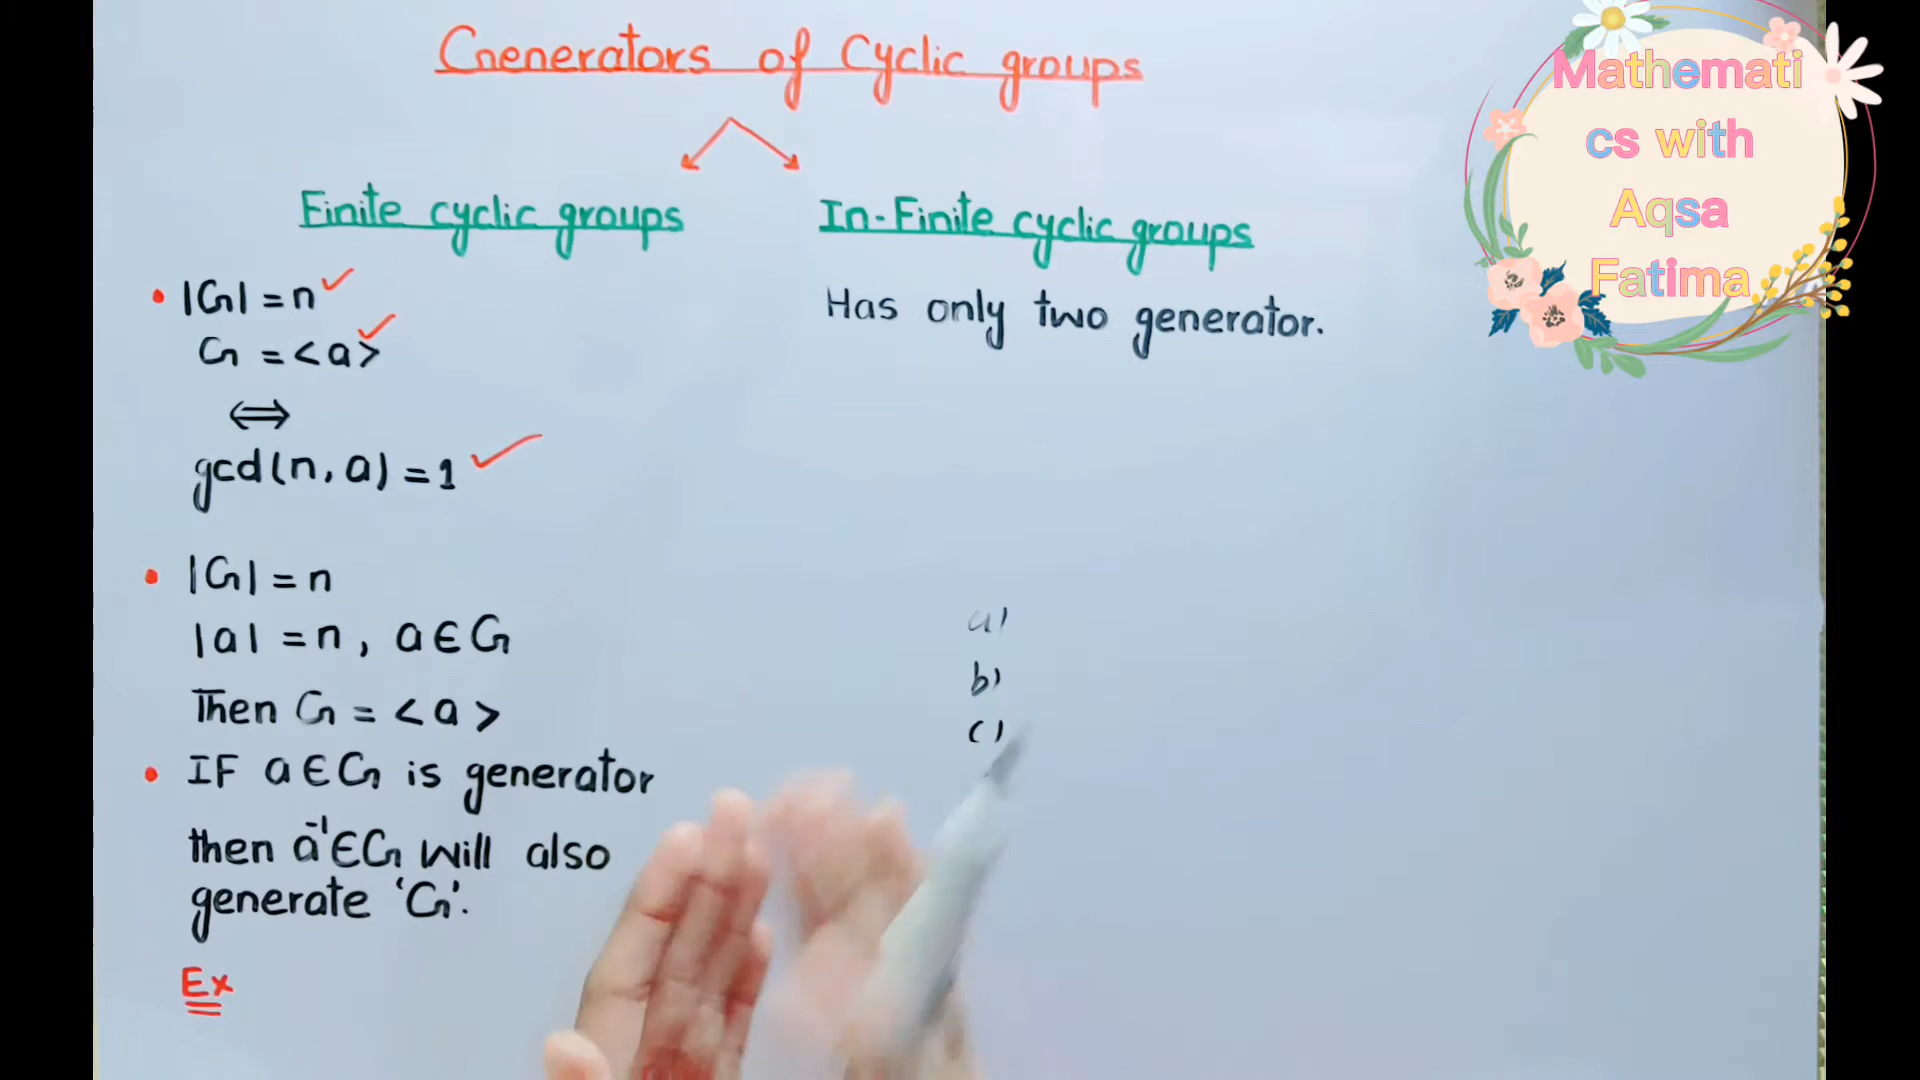 Generators of Cyclic groups
Finite cyclic groups
• |G| = n ✓
G = <a> ✓
⇔
gcd(n, a) = 1 ✓
• |G| = n
|a| = n, a ∈ G
Then G = <a>
• IF a ∈ G is generator
then a⁻¹ ∈ G will also
generate 'G'.
Ex
In-Finite cyclic groups
Has only two generator.
a)
b)
c)
Mathemati
cs with
Aqsa
Fatima